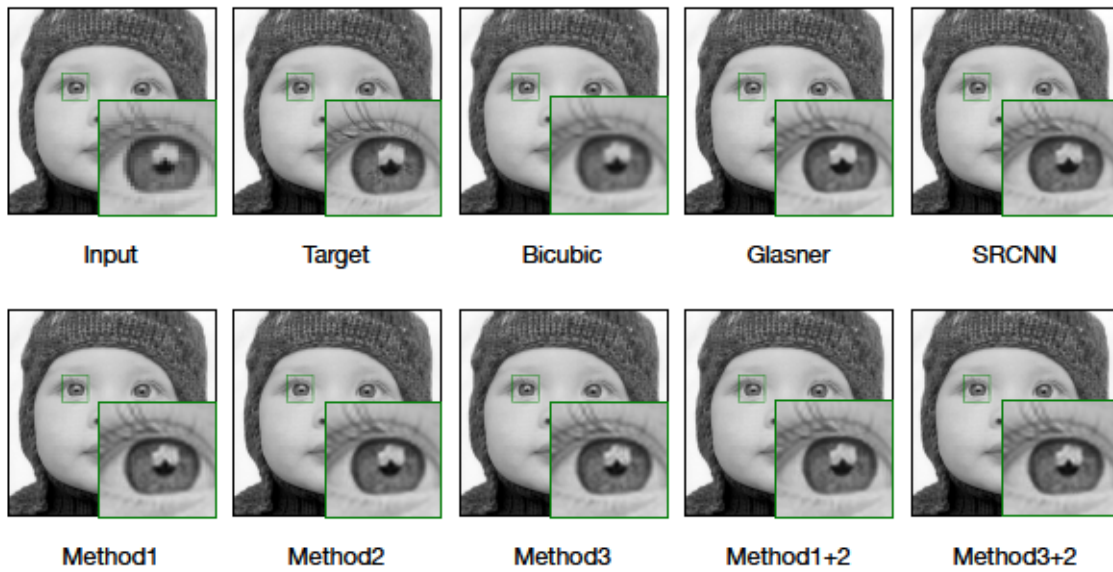 Input
Target
Bicubic
Glasner
SRCNN
Method1
Method2
Method3
Method1+2
Method3+2